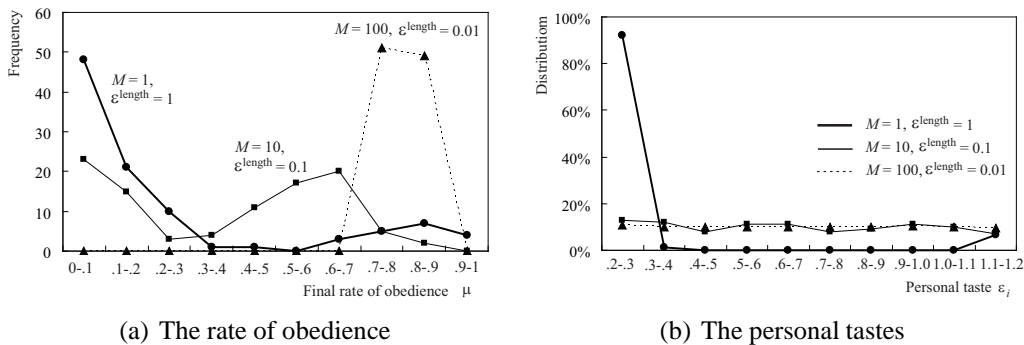 60
50
40
30
20
10
0
Frequency
M = 1,
ε^length = 1
M = 10,
ε^length = 0.1
M = 100, ε^length = 0.01
0-.1 .1-.2 .2-.3 .3-.4 .4-.5 .5-.6 .6-.7 .7-.8 .8-.9 .9-1
Final rate of obedience μ
(a) The rate of obedience
100%
80%
60%
40%
20%
0%
Distributiom
M = 1, ε^length = 1
M = 10, ε^length = 0.1
M = 100, ε^length = 0.01
.2-.3 .3-.4 .4-.5 .5-.6 .6-.7 .7-.8 .8-.9 .9-1.0 1.0-1.1 1.1-1.2
Personal taste ε_i
(b) The personal tastes